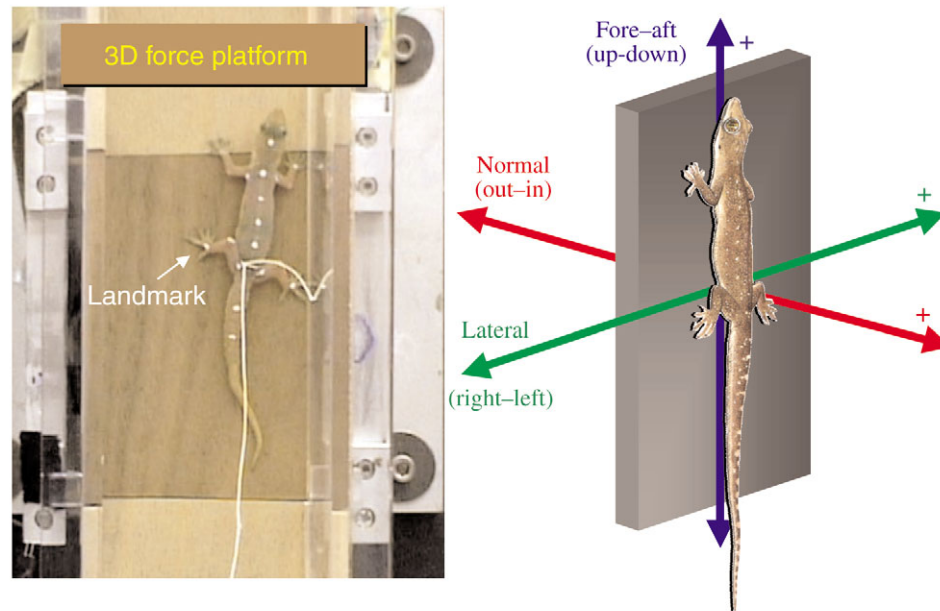 3D force platform
Landmark
Fore–aft
(up-down)
+
Normal
(out–in)
+
Lateral
(right–left)
+